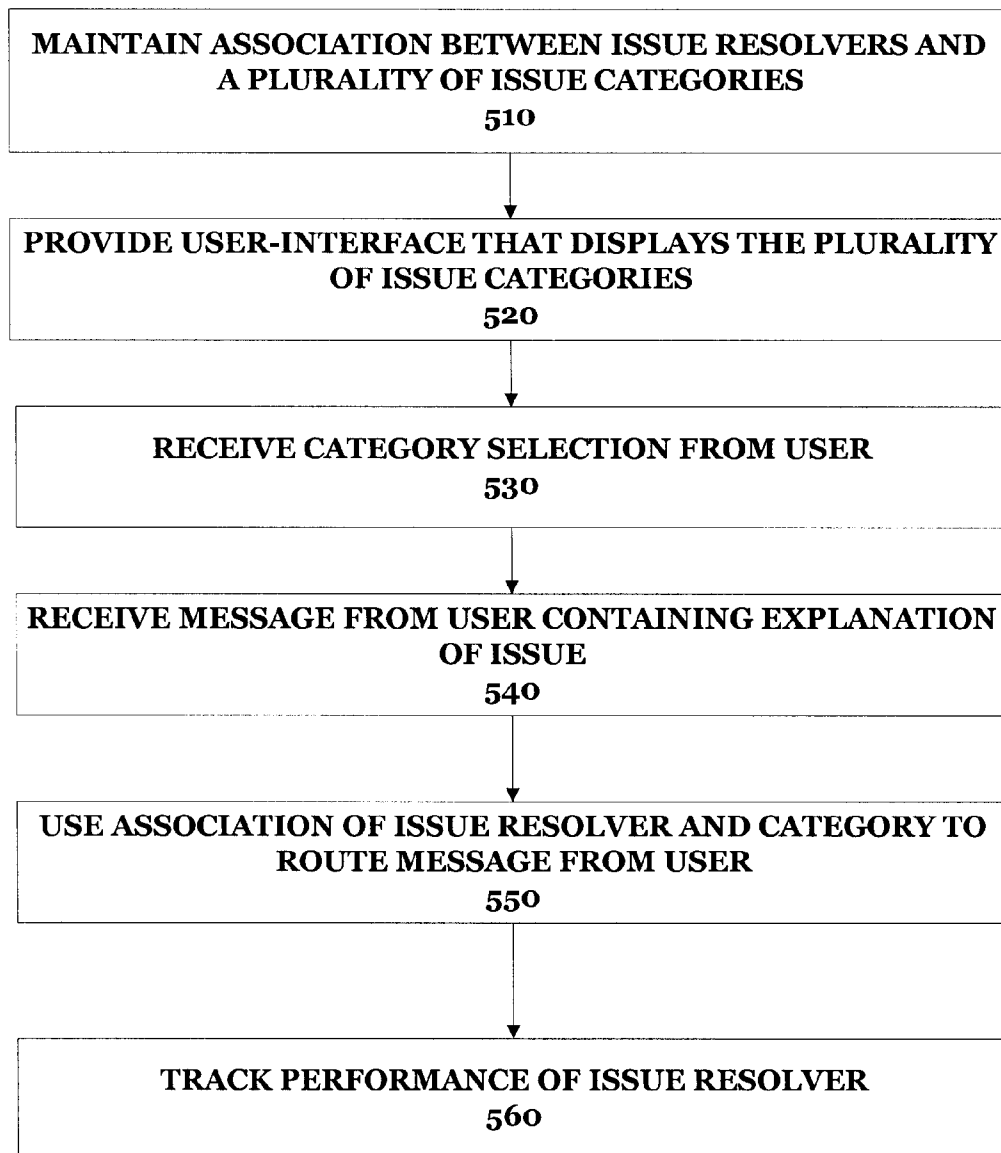 MAINTAIN ASSOCIATION BETWEEN ISSUE RESOLVERS AND
A PLURALITY OF ISSUE CATEGORIES
510
PROVIDE USER-INTERFACE THAT DISPLAYS THE PLURALITY
OF ISSUE CATEGORIES
520
RECEIVE CATEGORY SELECTION FROM USER
530
RECEIVE MESSAGE FROM USER CONTAINING EXPLANATION
OF ISSUE
540
USE ASSOCIATION OF ISSUE RESOLVER AND CATEGORY TO
ROUTE MESSAGE FROM USER
550
TRACK PERFORMANCE OF ISSUE RESOLVER
560